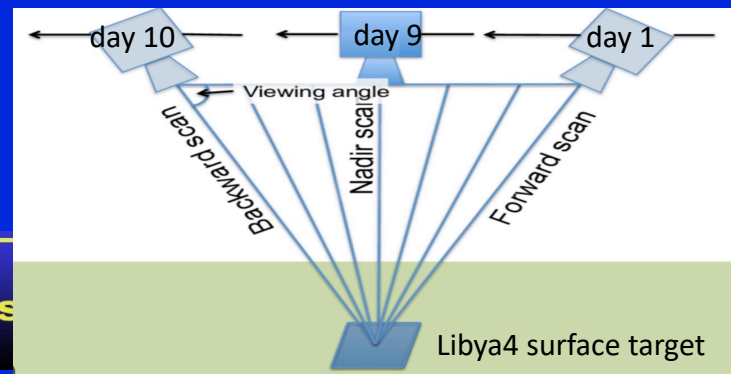 day 10
day 9
day 1
Viewing angle
Backward scan
Nadir scan
Forward scan
Libya4 surface target